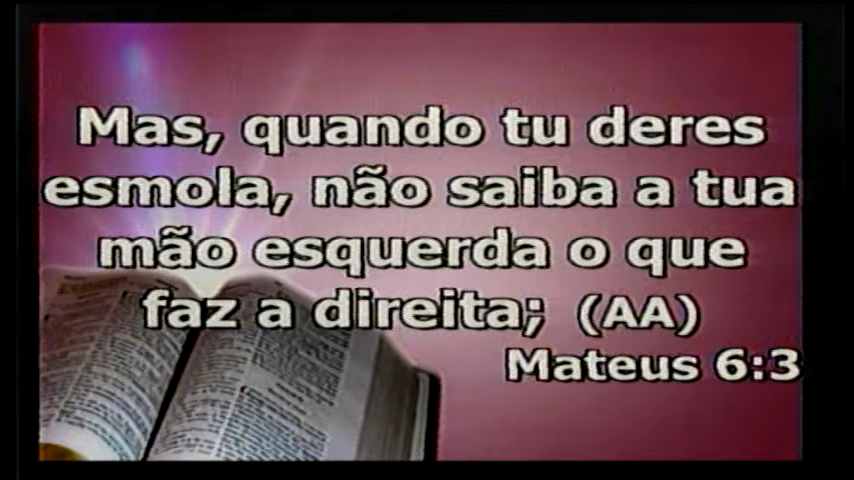 Mas, quando tu deres
esmola, não saiba a tua
mão esquerda o que
faz a direita; (AA)
Mateus 6:3